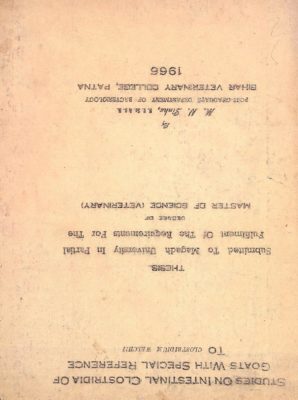 STUDIES ON INTESTINAL CLOSTRIDIA OF
GOATS WITH SPECIAL REFERENCE
TO CLOSTRIDIUM WELCHII
THESIS
Submitted To Magadh University In Partial
Fulfilment Of The Requirements For The
DEGREE OF
MASTER OF SCIENCE (VETERINARY)
By
M. N.
POST-GRADUATE DEPARTMENT OF BACTERIOLOGY
BIHAR VETERINARY COLLEGE, PATNA
1966